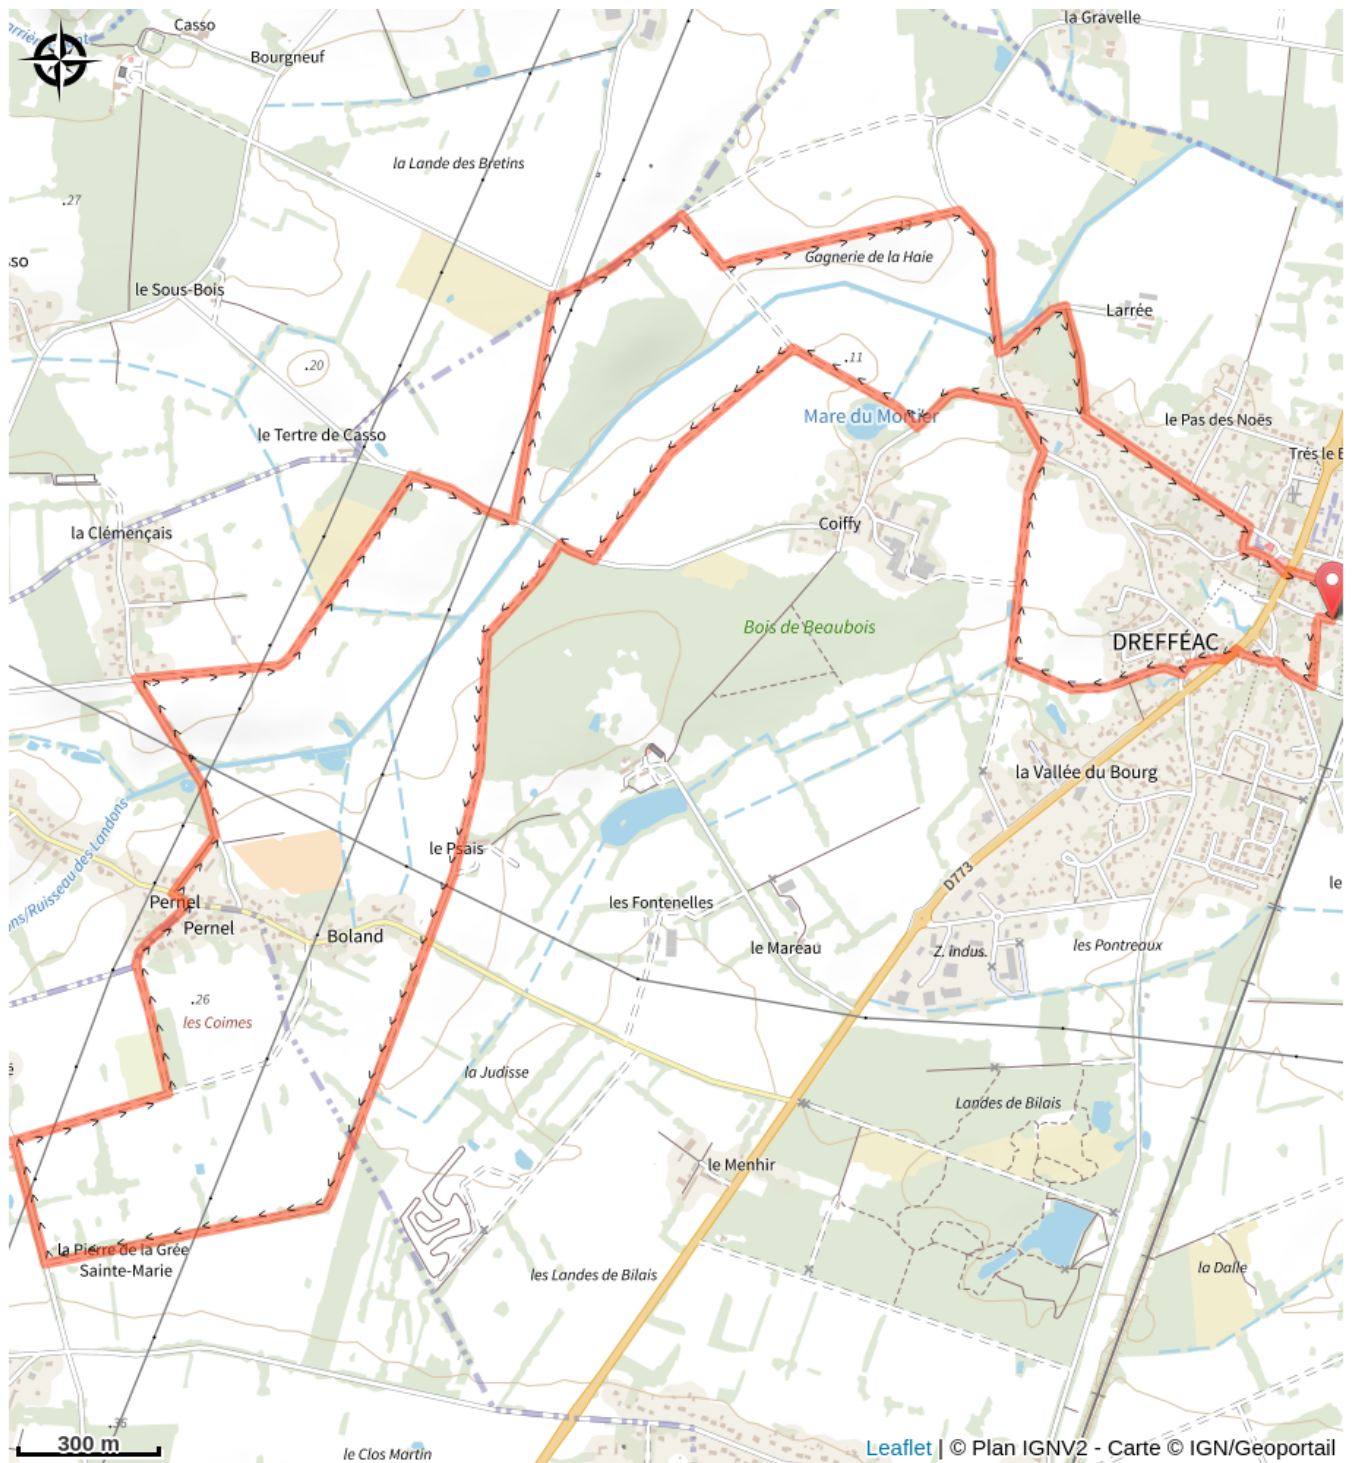 Casso
Bourgneuf
la Gravelle
la Lande des Bretins
27
sso
le Sous-Bois
13
Gagnerie de la Haie
Larrée
20
11
Mare du Mortier
le Pas des Noës
le Tertre de Casso
la Clémençais
Coiffy
Bois de Beaubois
DREFFÉAC
la Vallée du Bourg
ons/Ruisseau des Landons
le Psais
D773
Pernel
Pernel
Boland
les Fontenelles
le
le Mareau
Z. indus.
les Pontreaux
26
les Coimes
la Judisse
Landes de Bilais
le Menhir
la Pierre de la Grée
Sainte-Marie
les Landes de Bilais
la Dalle
36
300 m
le Clos Martin
Leaflet | © Plan IGNV2 - Carte © IGN/Geoportail